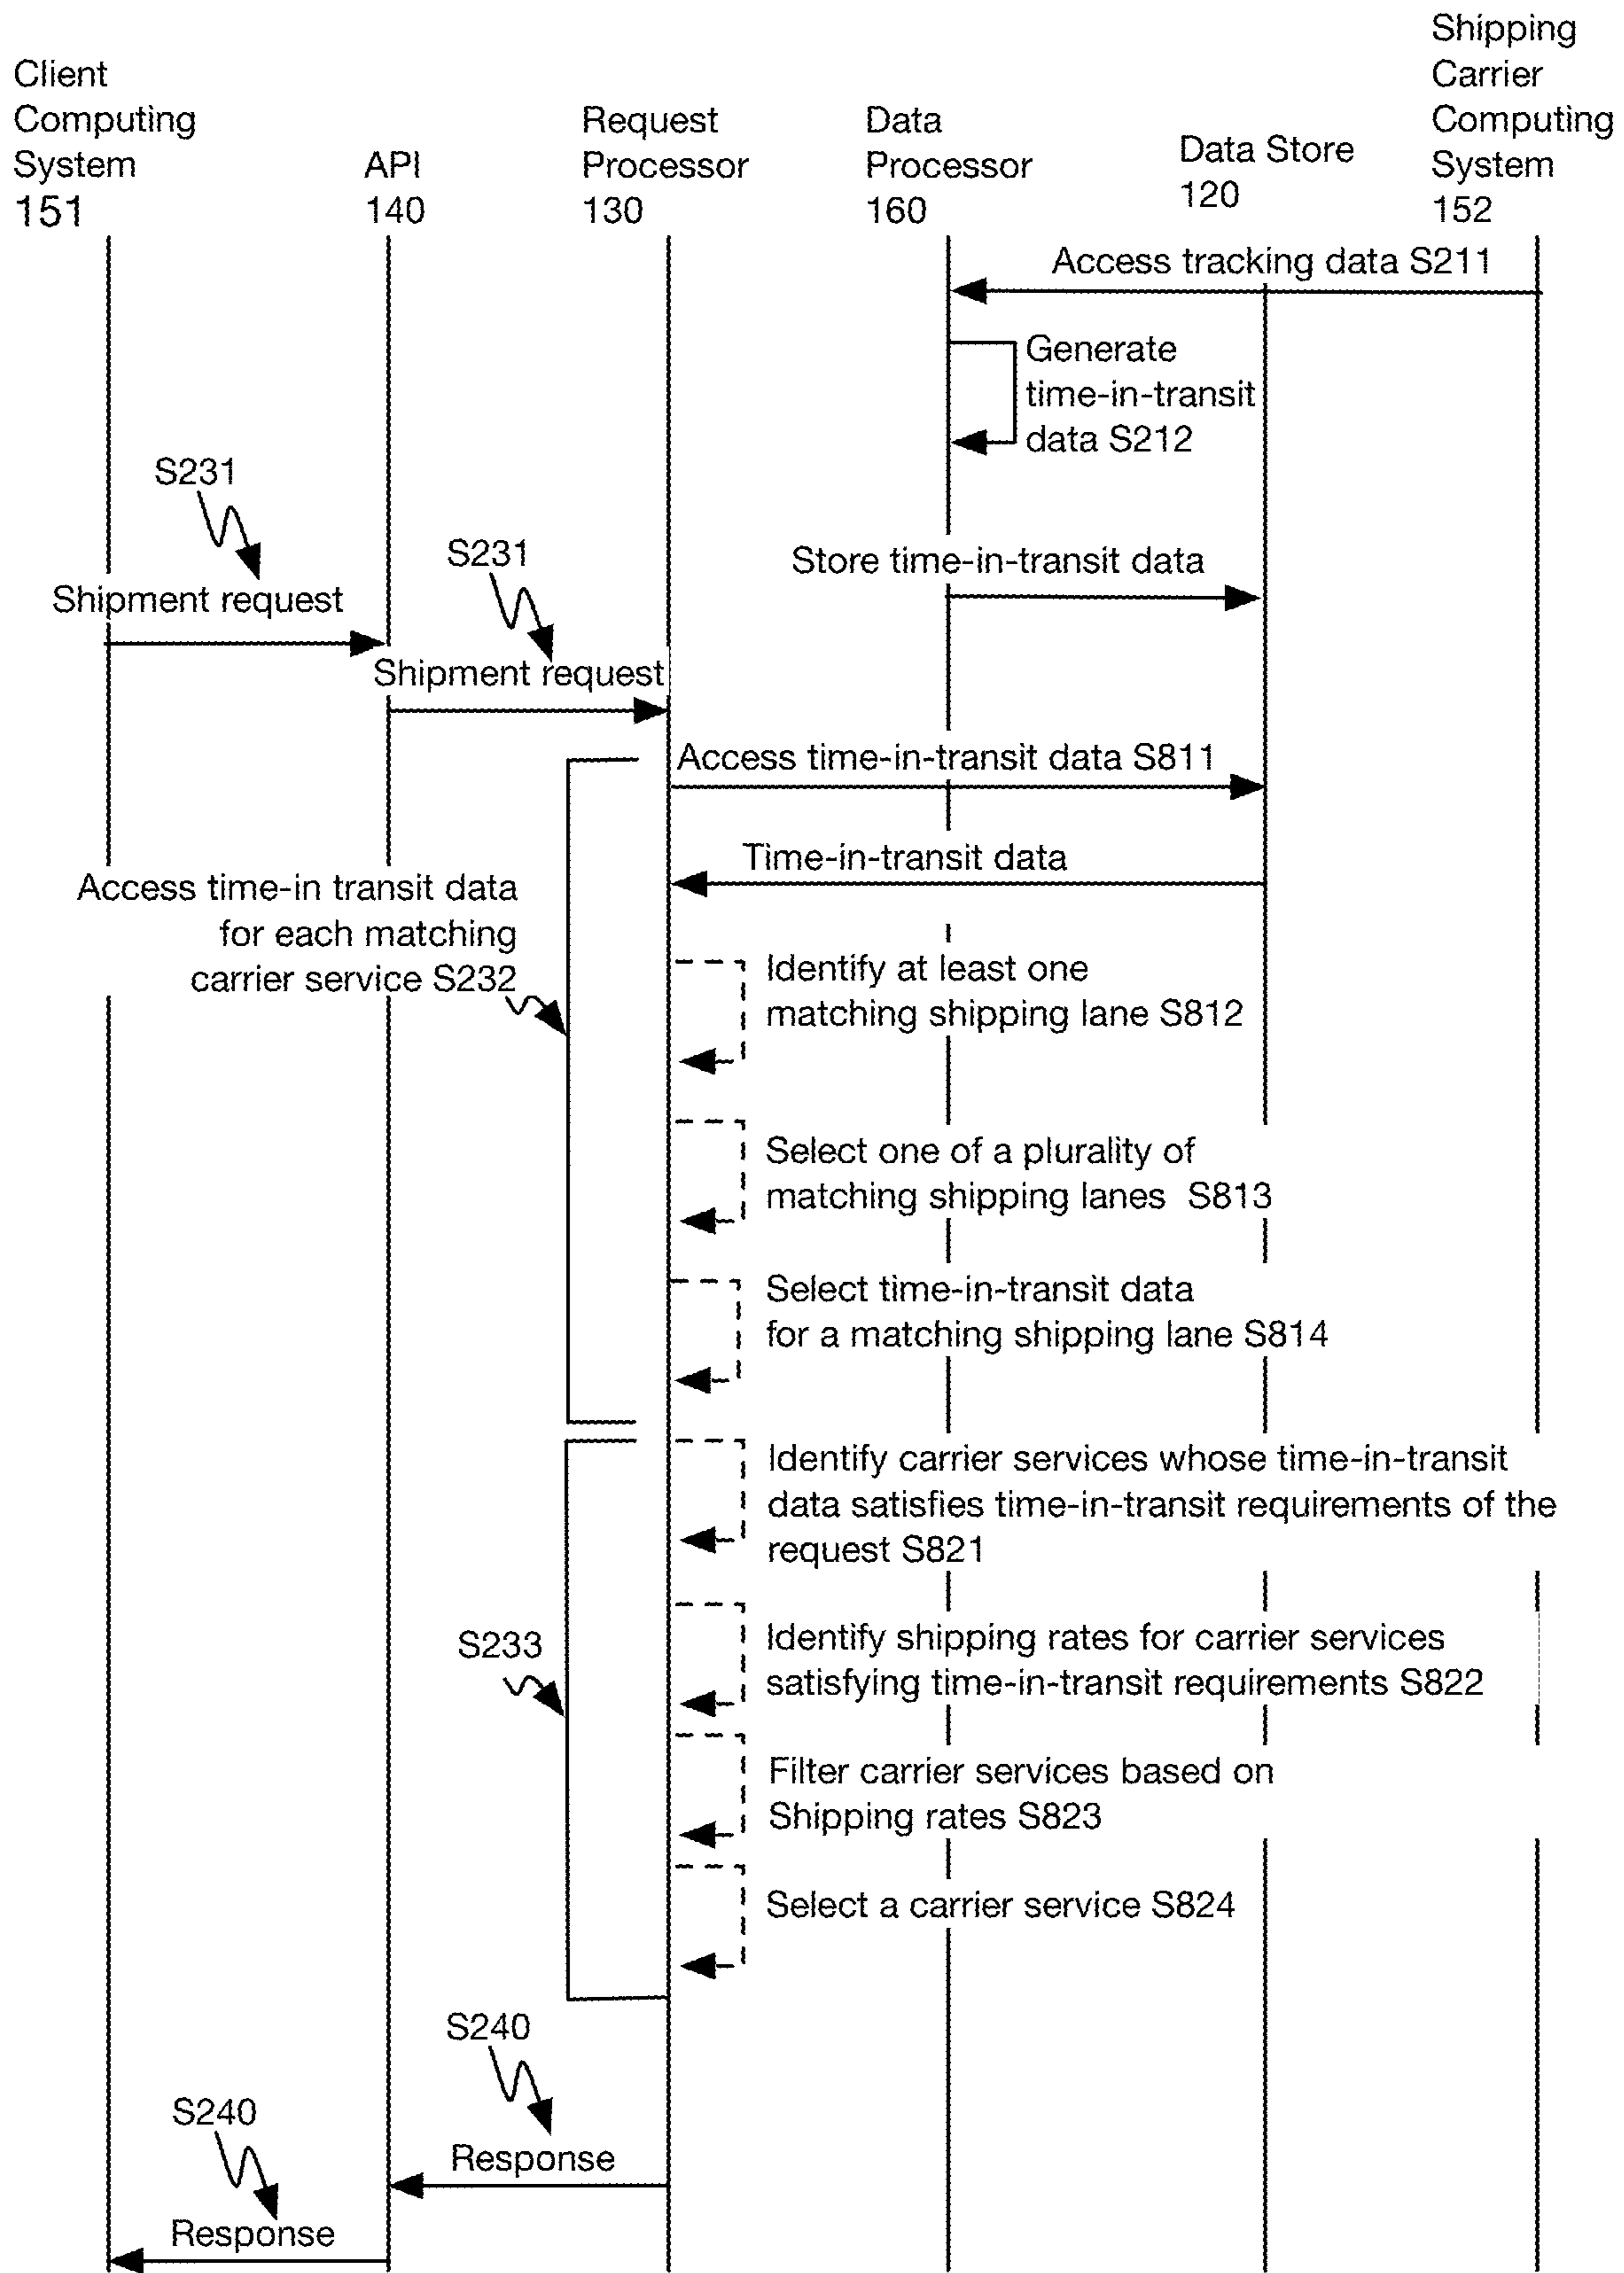 Client
Computing
System
151
API
140
Request
Processor
130
Data
Processor
160
Data Store
120
Shipping
Carrier
Computing
System
152
Access tracking data S211
Generate
time-in-transit
data S212
S231
Shipment request
S231
Shipment request
Store time-in-transit data
Access time-in-transit data S811
Time-in-transit data
Access time-in transit data
for each matching
carrier service S232
Identify at least one
matching shipping lane S812
Select one of a plurality of
matching shipping lanes S813
Select time-in-transit data
for a matching shipping lane S814
Identify carrier services whose time-in-transit
data satisfies time-in-transit requirements of the
request S821
S233
Identify shipping rates for carrier services
satisfying time-in-transit requirements S822
Filter carrier services based on
Shipping rates S823
Select a carrier service S824
S240
Response
S240
Response